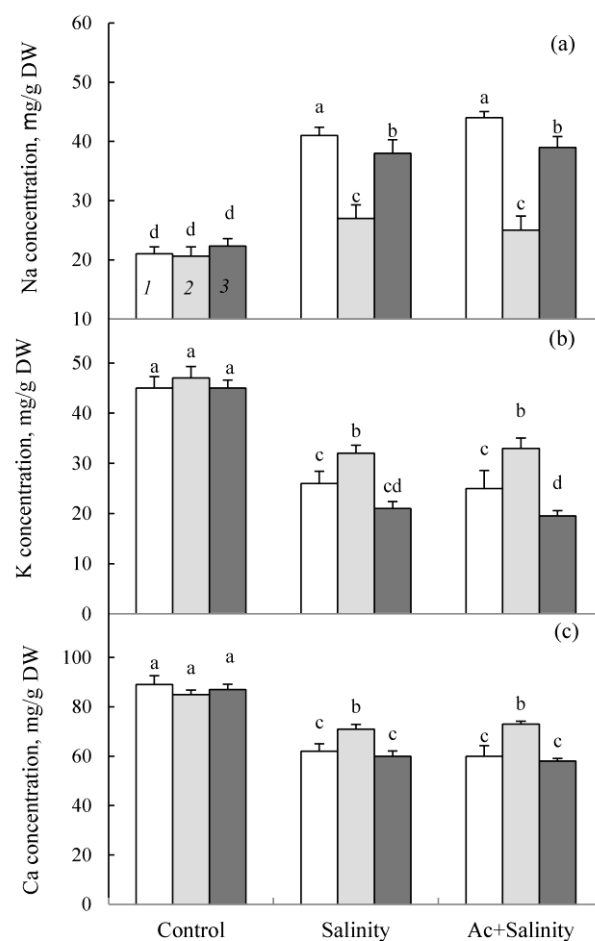 60
(a)
50
a
a
40
b
b
30
c
c
d d d
20
1 2 3
10
Na concentration, mg/g DW
(b)
50
a a a
40
b
b
30
c
c
cd
d
20
10
0
K concentration, mg/g DW
(c)
100
a a a
80
b
b
c c
c c
60
40
20
0
Ca concentration, mg/g DW
Control Salinity Ac+Salinity